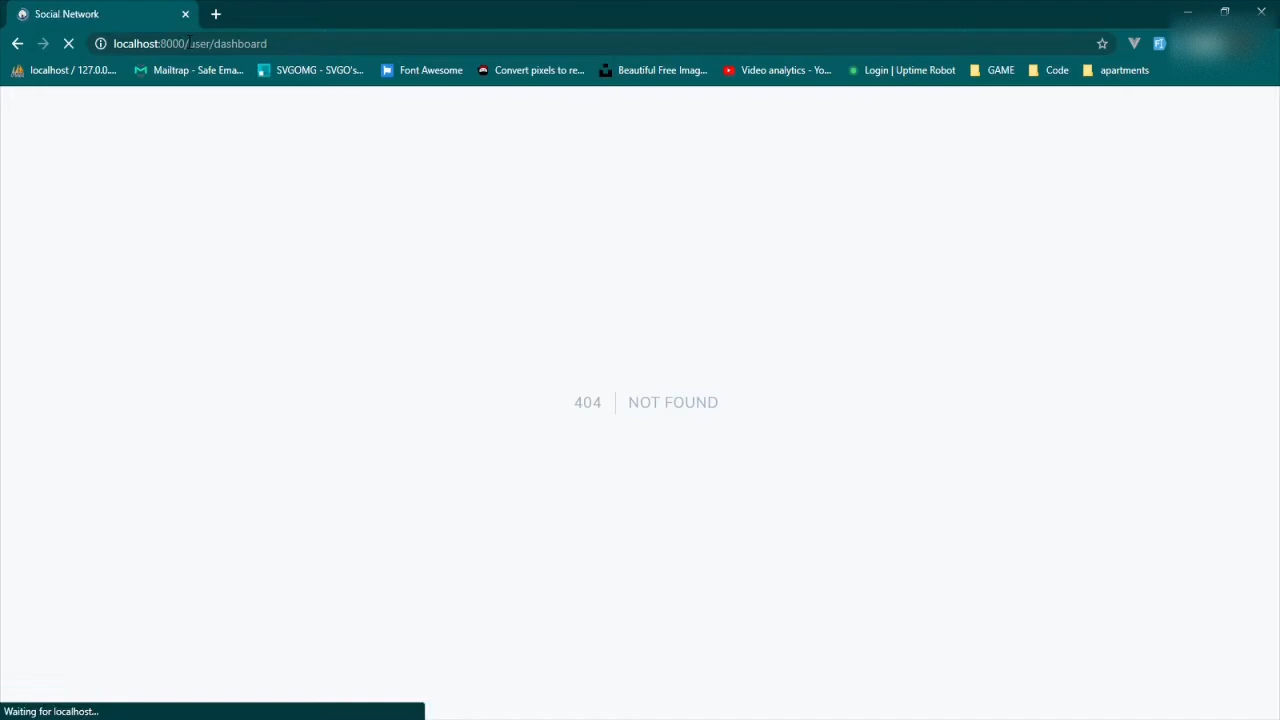 Social Network
localhost:8000/user/dashboard
localhost / 127.0.0....
Mailtrap - Safe Ema...
SVGOMG - SVGO's...
Font Awesome
Convert pixels to re...
Beautiful Free Imag...
Video analytics - Yo...
Login | Uptime Robot
GAME
Code
apartments
404
NOT FOUND
Waiting for localhost...